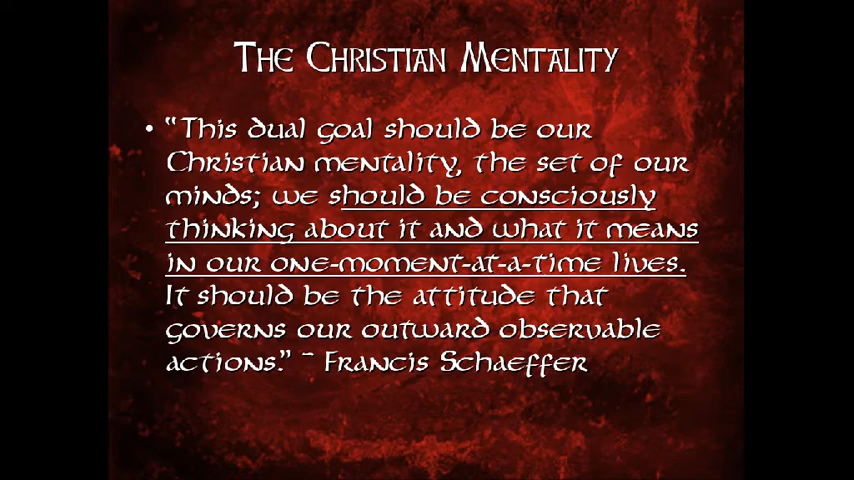 The Christian Mentality
• “This dual goal should be our
Christian mentality, the set of our
minds; we should be consciously
thinking about it and what it means
in our one-moment-at-a-time lives.
It should be the attitude that
governs our outward observable
actions.” ~ Francis Schaeffer